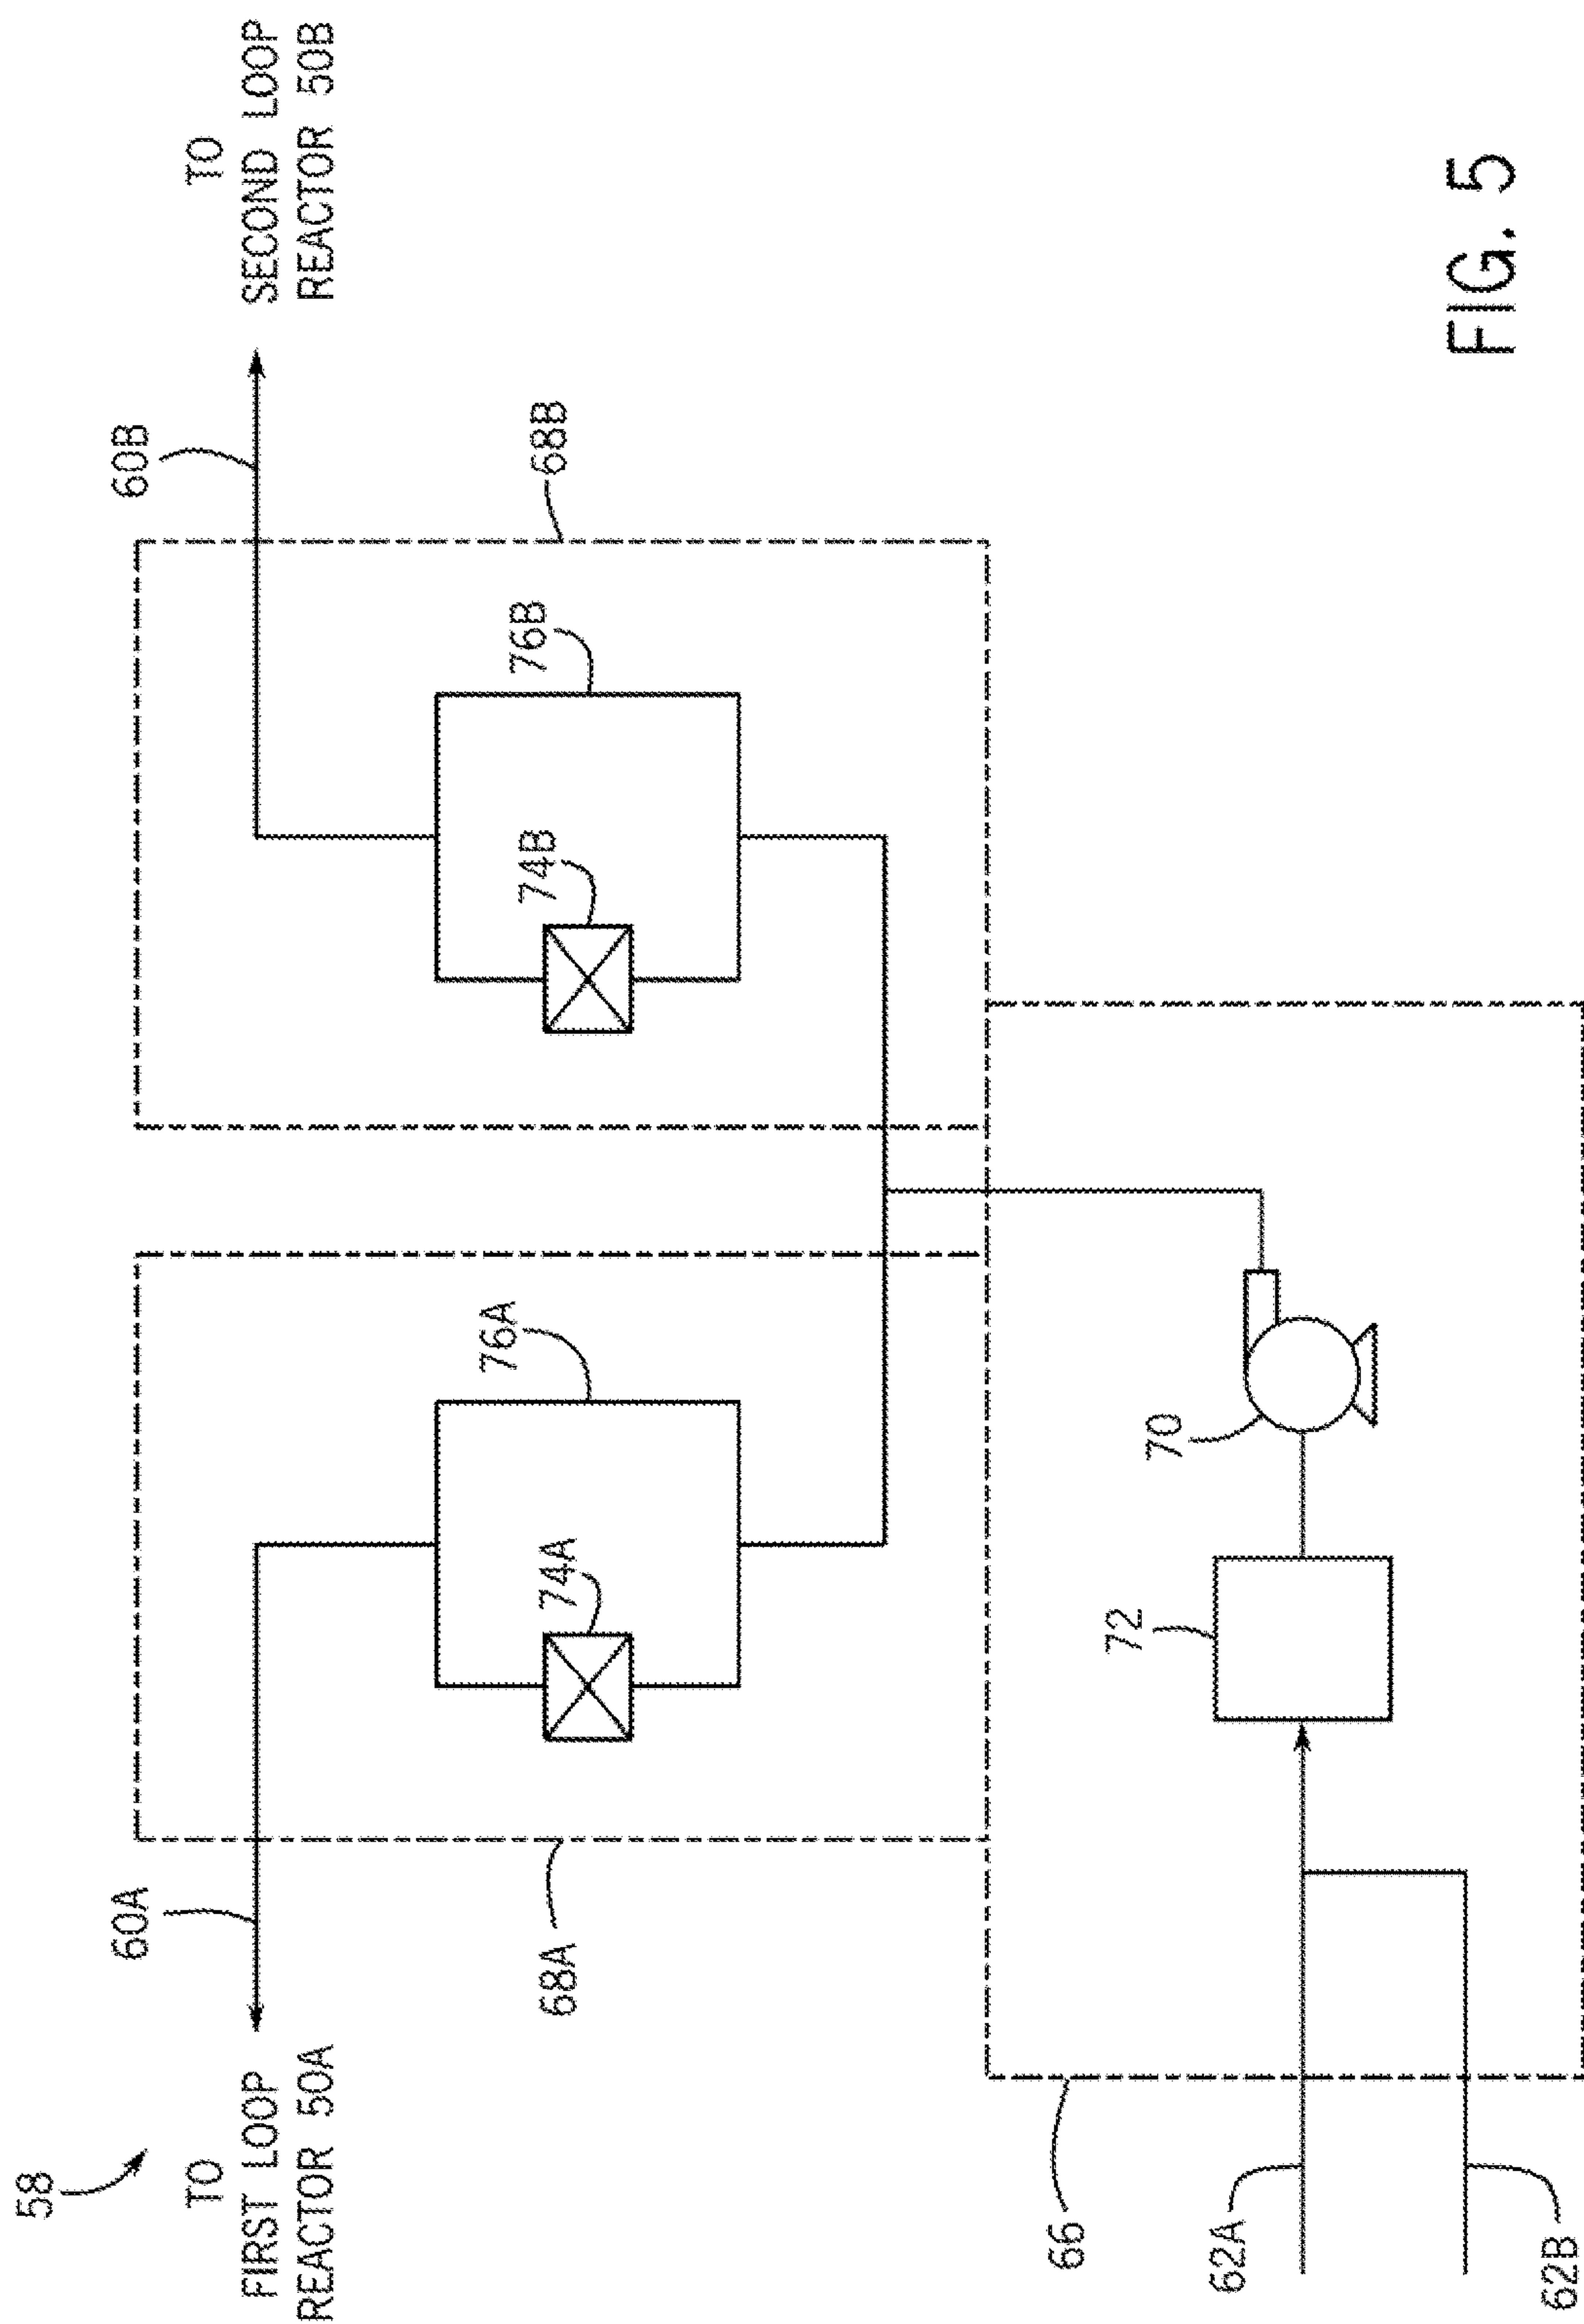 58
TO
FIRST LOOP
REACTOR 50A
60A
60B
TO
SECOND LOOP
REACTOR 50B
68A
74A
76A
74B
76B
68B
66
62A
62B
72
70
FIG. 5